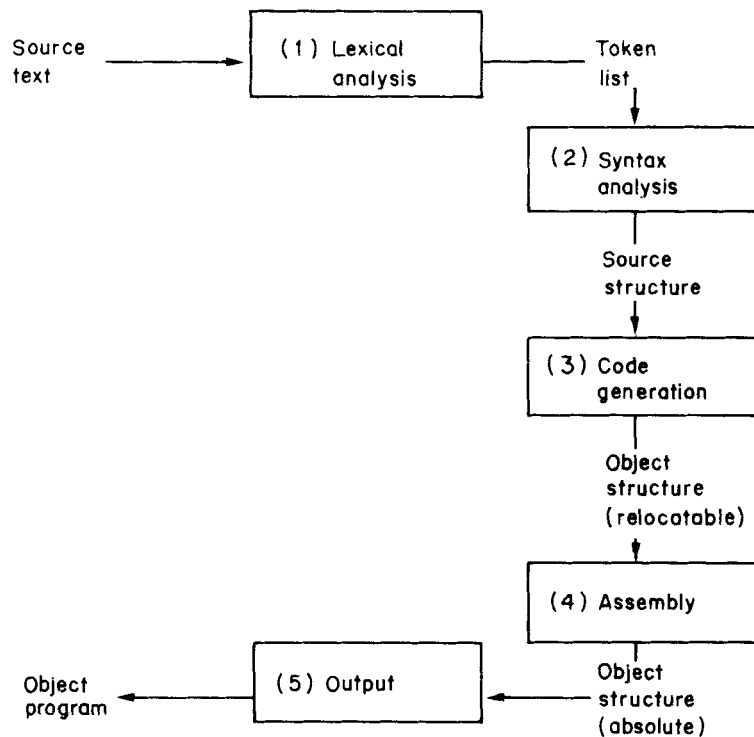 Source
text
(1) Lexical
analysis
Token
list
(2) Syntax
analysis
Source
structure
(3) Code
generation
Object
structure
(relocatable)
(4) Assembly
Object
structure
(absolute)
(5) Output
Object
program